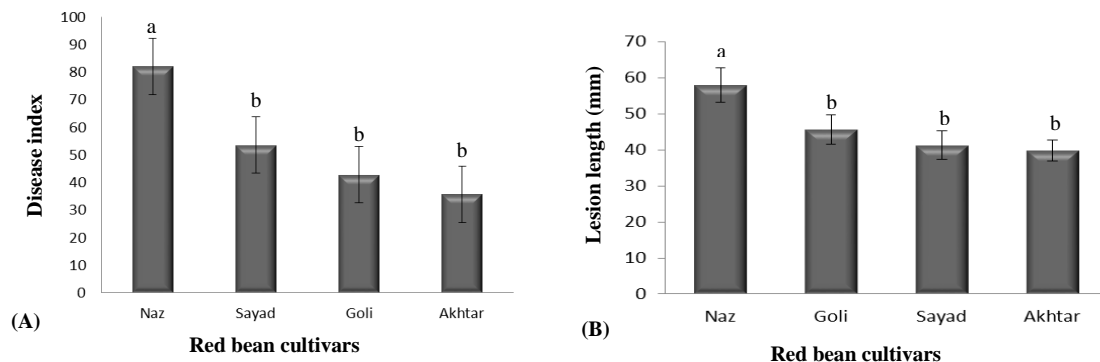 100
90
80
70
60
50
40
30
20
10
0
Disease index
a
b
b
b
Naz Sayad Goli Akhtar
(A)
Red bean cultivars
70
60
50
40
30
20
10
0
Lesion length (mm)
a
b
b
b
Naz Goli Sayad Akhtar
(B)
Red bean cultivars